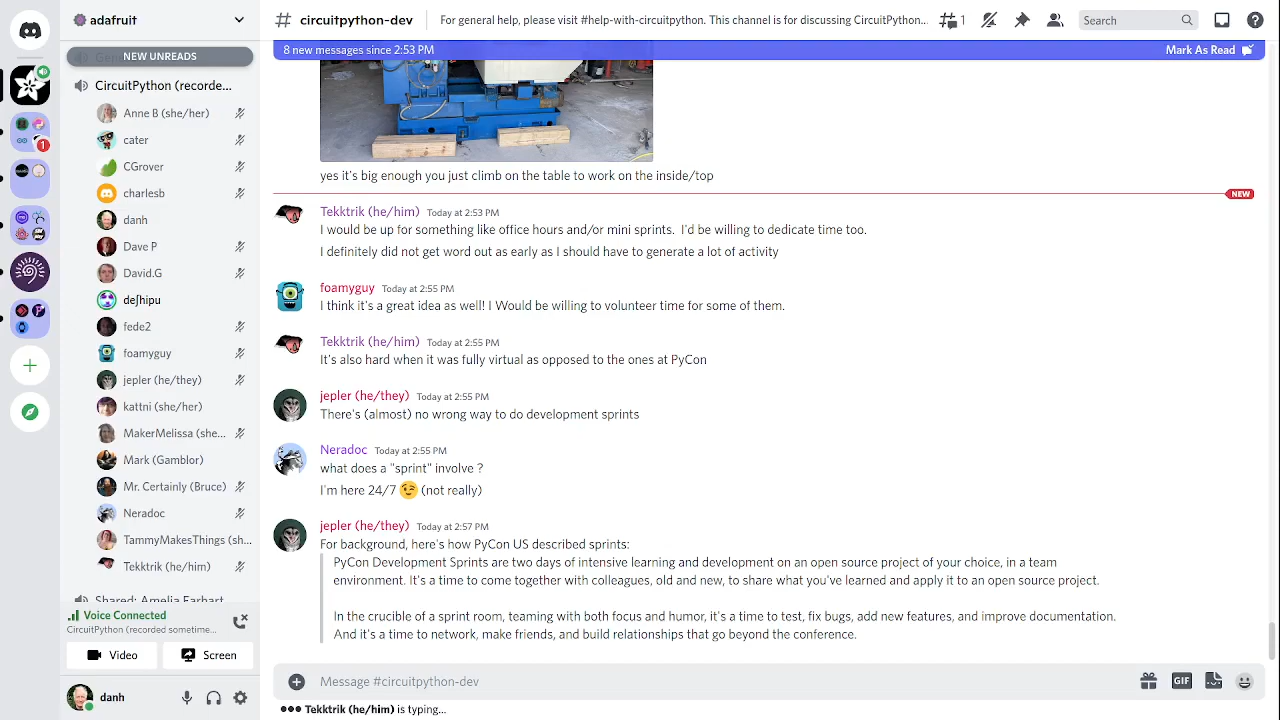 adafruit
# circuitpython-dev
For general help, please visit #help-with-circuitpython. This channel is for discussing CircuitPython...
1
Search
NEW UNREADS
8 new messages since 2:53 PM
Mark As Read
CircuitPython (recorde...
Anne B (she/her)
cater
CGrover
charlesb
danh
Dave P
David.G
deʃhipu
fede2
foamyguy
jepler (he/they)
kattni (she/her)
MakerMelissa (she...
Mark (Gamblor)
Mr. Certainly (Bruce)
Neradoc
TammyMakesThings (sh...
Tekktrik (he/him)
Shared: Amelia Earhart
Voice Connected
CircuitPython (recorded sometime...
Video
Screen
danh
1
yes it's big enough you just climb on the table to work on the inside/top
NEW
Tekktrik (he/him) Today at 2:53 PM
I would be up for something like office hours and/or mini sprints. I'd be willing to dedicate time too.
I definitely did not get word out as early as I should have to generate a lot of activity
foamyguy Today at 2:55 PM
I think it's a great idea as well! I Would be willing to volunteer time for some of them.
Tekktrik (he/him) Today at 2:55 PM
It's also hard when it was fully virtual as opposed to the ones at PyCon
jepler (he/they) Today at 2:55 PM
There's (almost) no wrong way to do development sprints
Neradoc Today at 2:55 PM
what does a "sprint" involve ?
I'm here 24/7 😉 (not really)
jepler (he/they) Today at 2:57 PM
For background, here's how PyCon US described sprints:
PyCon Development Sprints are two days of intensive learning and development on an open source project of your choice, in a team
environment. It's a time to come together with colleagues, old and new, to share what you've learned and apply it to an open source project.
In the crucible of a sprint room, teaming with both focus and humor, it's a time to test, fix bugs, add new features, and improve documentation.
And it's a time to network, make friends, and build relationships that go beyond the conference.
Message #circuitpython-dev
GIF
Tekktrik (he/him) is typing...